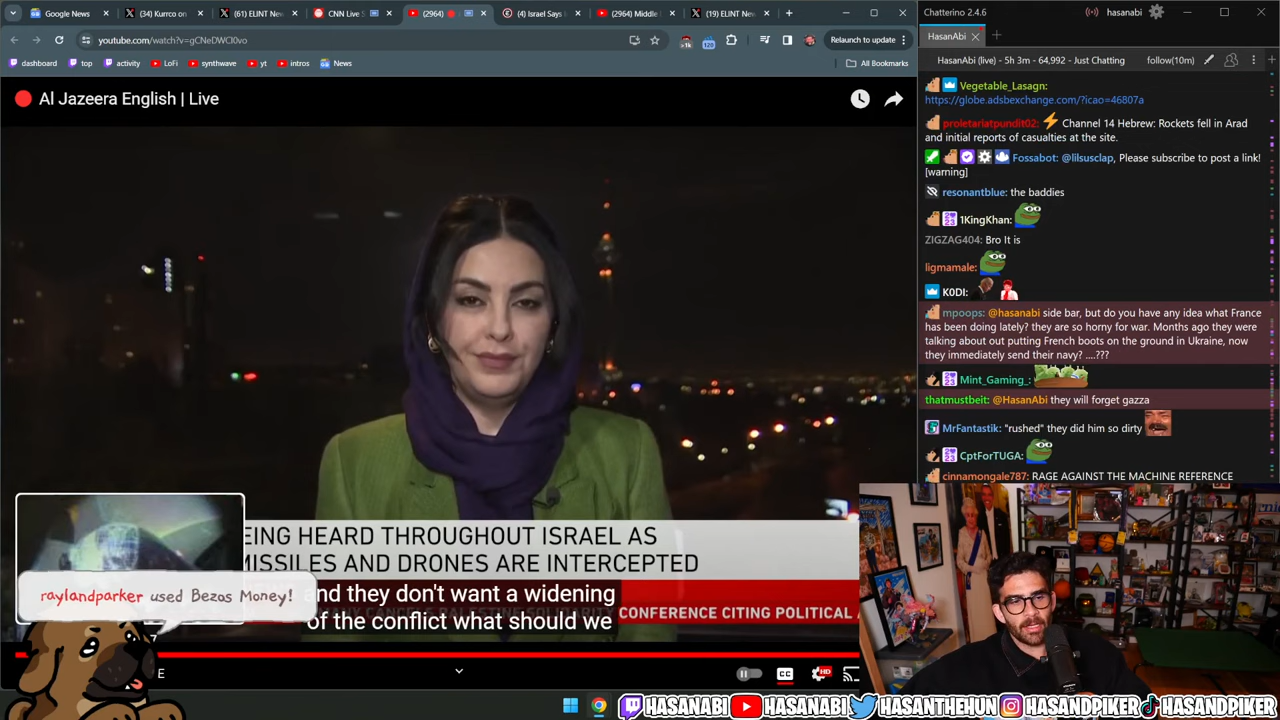 Google News
(34) Kurrco on
(2) ELINT New
CNN Live S
(2964)
(4) Israel Says
(2964) Middle
(19) ELINT New
youtube.com/watch?v=gCNeDWCI0vo
Relaunch to update
dashboard
top
activity
LoFi
synthwave
yt
intros
News
All Bookmarks
Al Jazeera English | Live
EING HEARD THROUGHOUT ISRAEL AS
MISSILES AND DRONES ARE INTERCEPTED
and they don't want a widening
of the conflict what should we
CONFERENCE CITING POLITICAL A
raylandparker used Bezos Money!
E
CC
HD
Chatterino 2.4.6
hasanabi
HasanAbi
HasanAbi (live) - 5h 3m - 64,992 - Just Chatting
follow(10m)
Vegetable_Lasagn:
https://globe.adsbexchange.com/?icao=46807a
proletariatpundit02: ⚡ Channel 14 Hebrew: Rockets fell in Arad
and initial reports of casualties at the site.
Fossabot: @lilsusclap, Please subscribe to post a link!
[warning]
resonantblue: the baddies
1KingKhan:
ZIGZAG404: Bro It is
ligmamale:
K0DI:
mpoops: @hasanabi side bar, but do you have any idea what France
has been doing lately? they are so horny for war. Months ago they were
talking about out putting French boots on the ground in Ukraine, now
they immediately send their navy? ....???
Mint_Gaming_:
thatmustbeit: @HasanAbi they will forget gazza
MrFantastik: "rushed" they did him so dirty
CptForTUGA:
cinnamongale787: RAGE AGAINST THE MACHINE REFERENCE
HASANABI
HASANABI
HASANTHEHUN
HASANDPIKER
HASANDPIKER